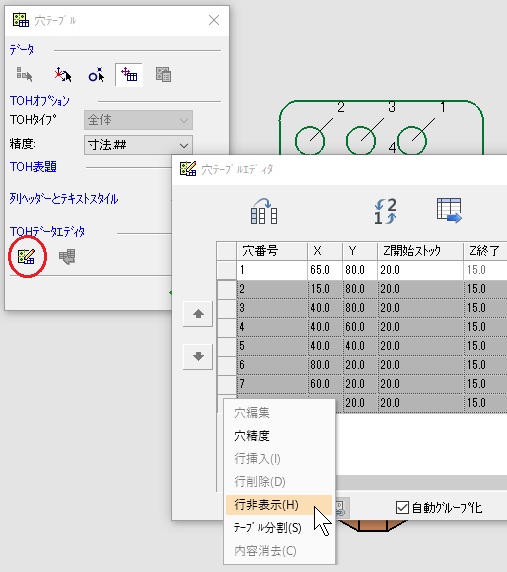 穴テーブル
データ
TOHオプション
TOHタイプ 全体
精度: 寸法.##
TOH表題
列ヘッダーとテキストスタイル
TOHデータエディタ
2 3 1
4
穴テーブルエディタ
穴番号 X Y Z開始ストック Z終了
1 65.0 80.0 20.0 15.0
2 15.0 80.0 20.0 15.0
3 40.0 80.0 20.0 15.0
4 40.0 60.0 20.0 15.0
5 40.0 40.0 20.0 15.0
6 80.0 20.0 20.0 15.0
7 60.0 20.0 20.0 15.0
20.0 20.0 15.0
穴編集
穴精度
行挿入(I)
行削除(D)
行非表示(H)
テーブル分割(S)
内容消去(C)
自動グループ化